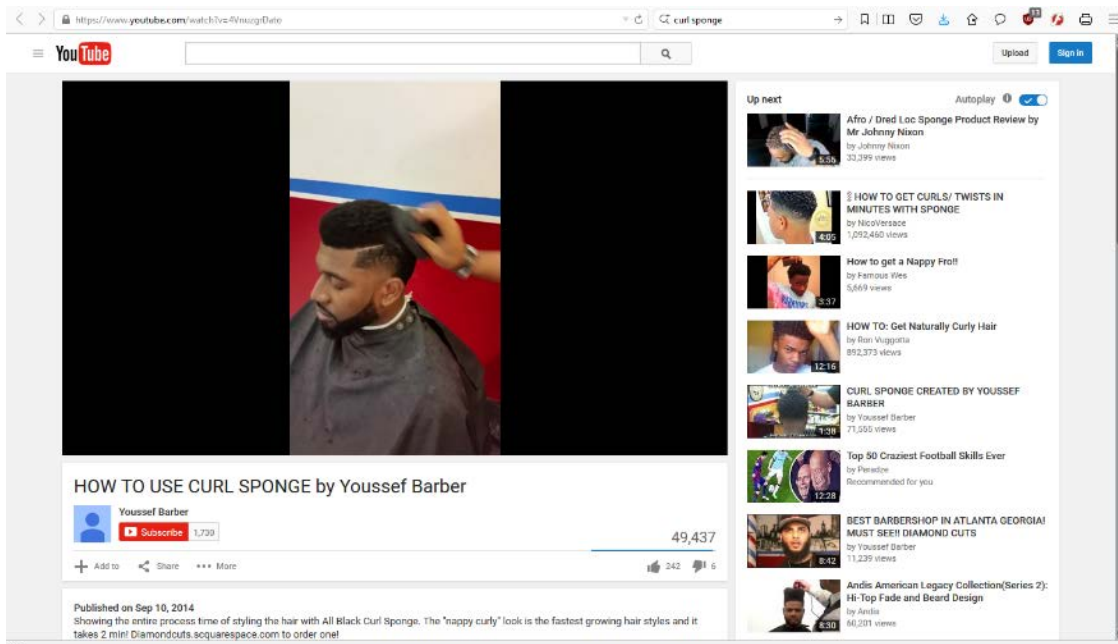 https://www.youtube.com/watch?v=4VmuzgrDato
curl sponge
11
YouTube
Upload
Sign in
Up next
Autoplay
Afro / Dred Loc Sponge Product Review by
Mr Johnny Nixon
by Johnny Nixon
33,399 views
5:55
HOW TO GET CURLS/ TWISTS IN
MINUTES WITH SPONGE
by NicoVersace
1,092,460 views
4:05
How to get a Nappy Fro!!
by Famous Wes
5,669 views
3:37
HOW TO: Get Naturally Curly Hair
by Ron Vuggotta
892,373 views
12:16
CURL SPONGE CREATED BY YOUSSEF
BARBER
by Youssef Barber
71,555 views
1:38
Top 50 Craziest Football Skills Ever
by Peradze
Recommended for you
12:28
BEST BARBERSHOP IN ATLANTA GEORGIA!
MUST SEE!! DIAMOND CUTS
by Youssef Barber
11,239 views
8:42
Andis American Legacy Collection(Series 2):
Hi-Top Fade and Beard Design
by Andis
60,201 views
8:30
HOW TO USE CURL SPONGE by Youssef Barber
Youssef Barber
Subscribe 1,730
49,437
Add to Share More
242 6
Published on Sep 10, 2014
Showing the entire process time of styling the hair with All Black Curl Sponge. The "nappy curly" look is the fastest growing hair styles and it
takes 2 min! Diamondcuts.scquarespace.com to order one!